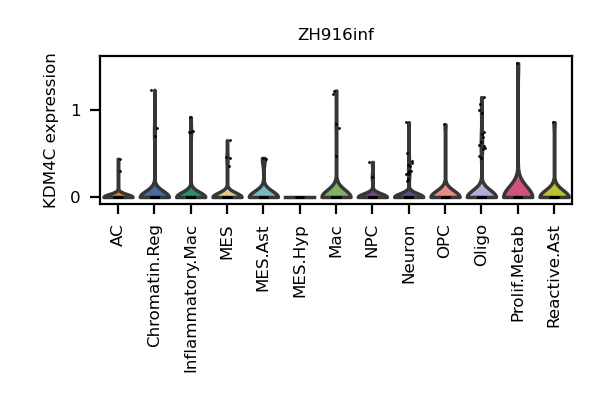 ZH916inf
KDM4C expression
1
0
AC
Chromatin.Reg
Inflammatory.Mac
MES
MES.Ast
MES.Hyp
Mac
NPC
Neuron
OPC
Oligo
Prolif.Metab
Reactive.Ast